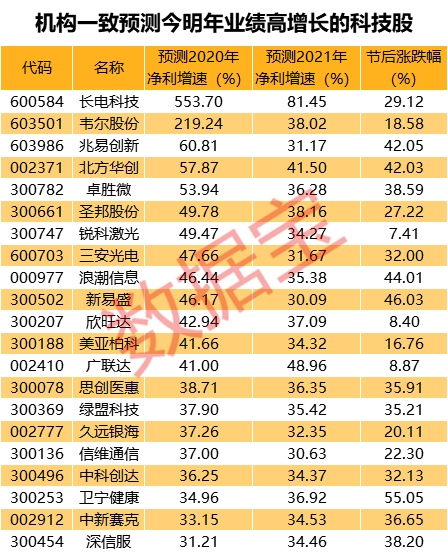 机构一致预测今明年业绩高增长的科技股
代码 名称 预测2020年净利增速（%） 预测2021年净利增速（%） 节后涨跌幅（%）
600584 长电科技 553.70 81.45 29.12
603501 韦尔股份 219.24 38.02 18.58
603986 兆易创新 60.81 31.17 42.05
002371 北方华创 57.87 41.50 42.03
300782 卓胜微 53.94 36.28 38.59
300661 圣邦股份 49.78 38.16 27.22
300747 锐科激光 49.47 34.27 7.41
600703 三安光电 47.66 31.67 32.00
000977 浪潮信息 46.44 35.38 44.01
300502 新易盛 46.17 30.09 46.03
300207 欣旺达 42.94 37.09 8.40
300188 美亚柏科 41.66 34.32 16.76
002410 广联达 41.00 48.96 8.87
300078 思创医惠 38.71 36.35 35.91
300369 绿盟科技 37.90 35.42 35.21
002777 久远银海 37.26 32.35 20.11
300136 信维通信 37.00 30.63 22.30
300496 中科创达 36.25 34.37 32.13
300253 卫宁健康 34.96 36.92 55.05
002912 中新赛克 33.15 34.53 36.65
300454 深信服 31.21 34.46 38.20
数据宝